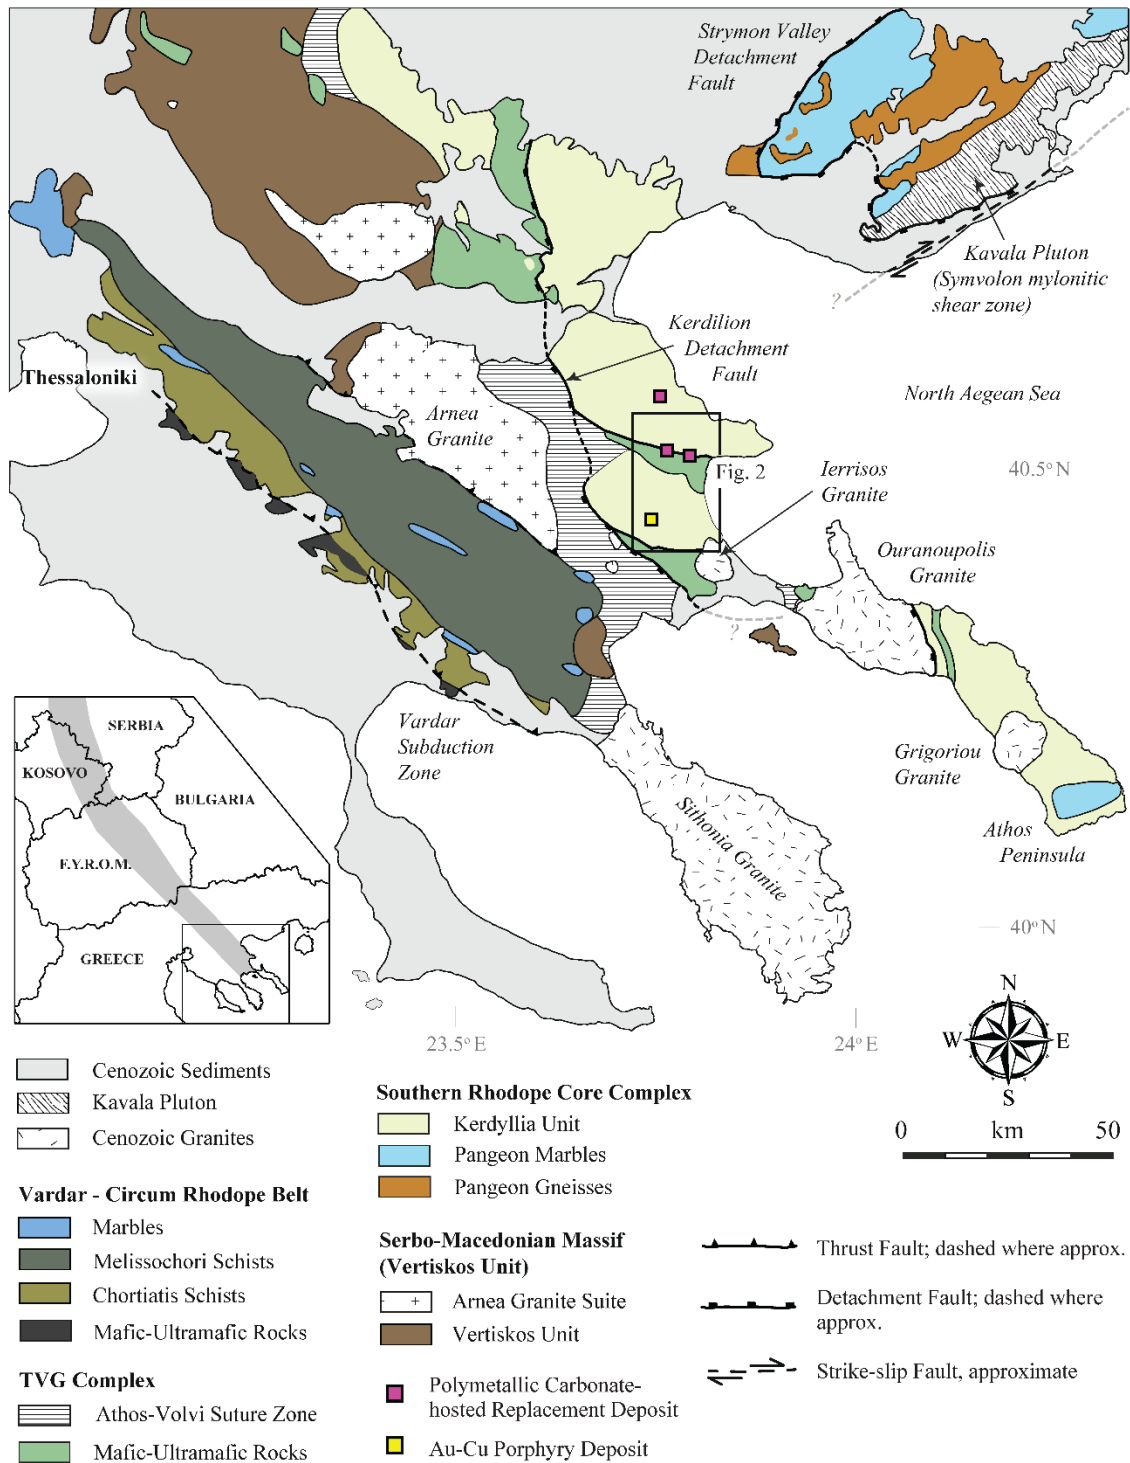 Strymon Valley
Detachment
Fault
Kavala Pluton
(Symvolon mylonitic
shear zone)
?
Kerdilion
Detachment
Fault
Thessaloniki
North Aegean Sea
Arnea
Granite
40.5° N
Fig. 2
Ierrisos
Granite
Ouranoupolis
Granite
?
Vardar
Subduction
Zone
Grigoriou
Granite
Sithonia Granite
Athos
Peninsula
SERBIA
KOSOVO
BULGARIA
F.Y.R.O.M.
GREECE
40° N
23.5° E
24° E
N
W
E
S
0 km 50
Cenozoic Sediments
Kavala Pluton
Cenozoic Granites
Vardar - Circum Rhodope Belt
Marbles
Melissochori Schists
Chortiatis Schists
Mafic-Ultramafic Rocks
TVG Complex
Athos-Volvi Suture Zone
Mafic-Ultramafic Rocks
Southern Rhodope Core Complex
Kerdyllia Unit
Pangeon Marbles
Pangeon Gneisses
Serbo-Macedonian Massif
(Vertiskos Unit)
Arnea Granite Suite
Vertiskos Unit
Polymetallic Carbonate-
hosted Replacement Deposit
Au-Cu Porphyry Deposit
Thrust Fault; dashed where approx.
Detachment Fault; dashed where
approx.
Strike-slip Fault, approximate